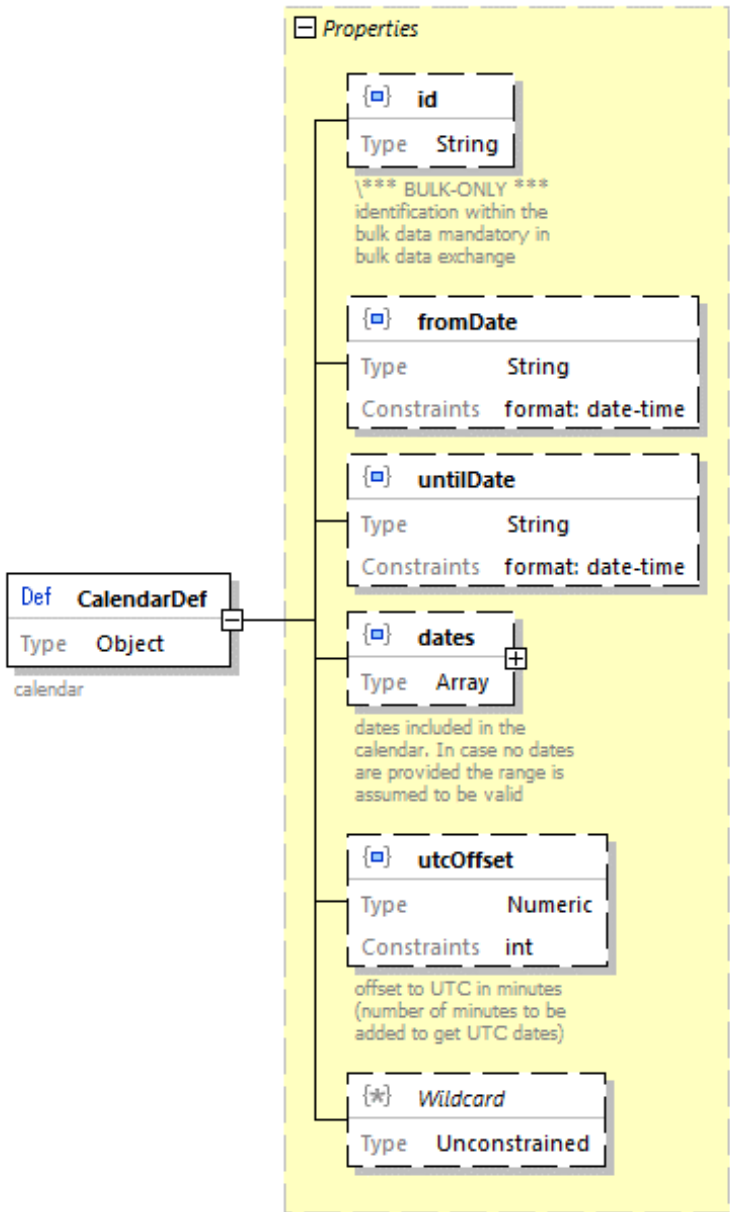 Properties
id
Type String
\*** BULK-ONLY ***
identification within the
bulk data mandatory in
bulk data exchange
fromDate
Type String
Constraints format: date-time
untilDate
Type String
Constraints format: date-time
Def CalendarDef
Type Object
calendar
dates
Type Array
dates included in the
calendar. In case no dates
are provided the range is
assumed to be valid
utcOffset
Type Numeric
Constraints int
offset to UTC in minutes
(number of minutes to be
added to get UTC dates)
{*} Wildcard
Type Unconstrained